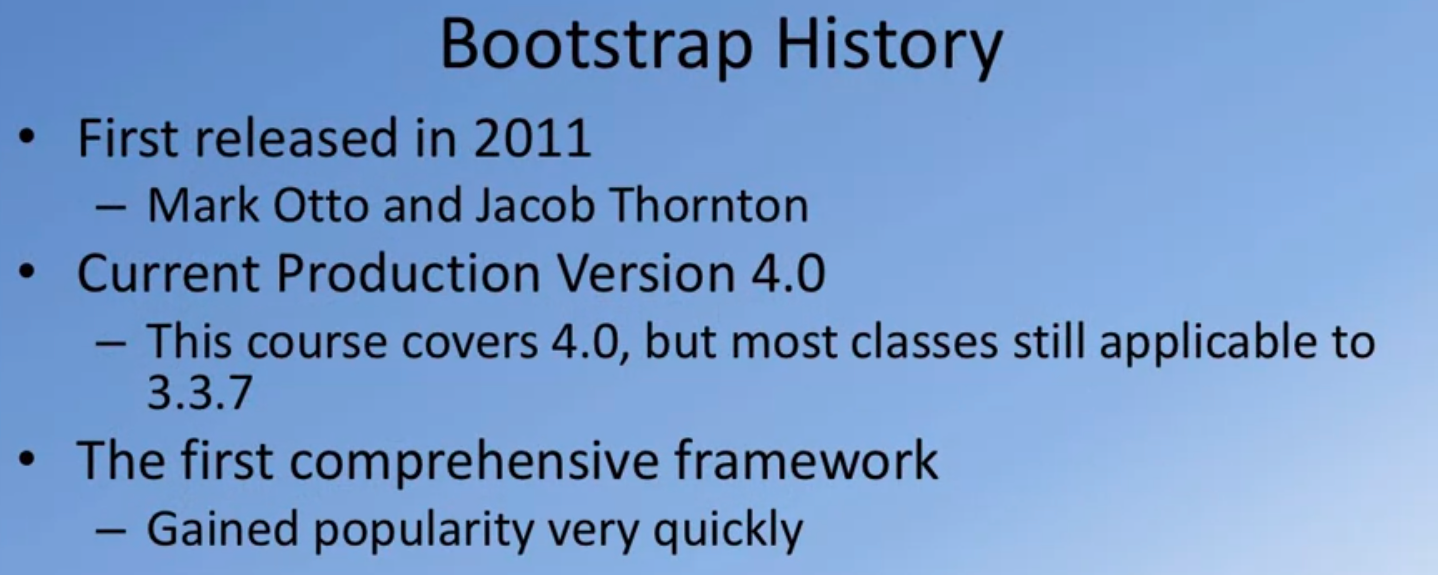 Bootstrap History
• First released in 2011
– Mark Otto and Jacob Thornton
• Current Production Version 4.0
– This course covers 4.0, but most classes still applicable to
3.3.7
• The first comprehensive framework
– Gained popularity very quickly